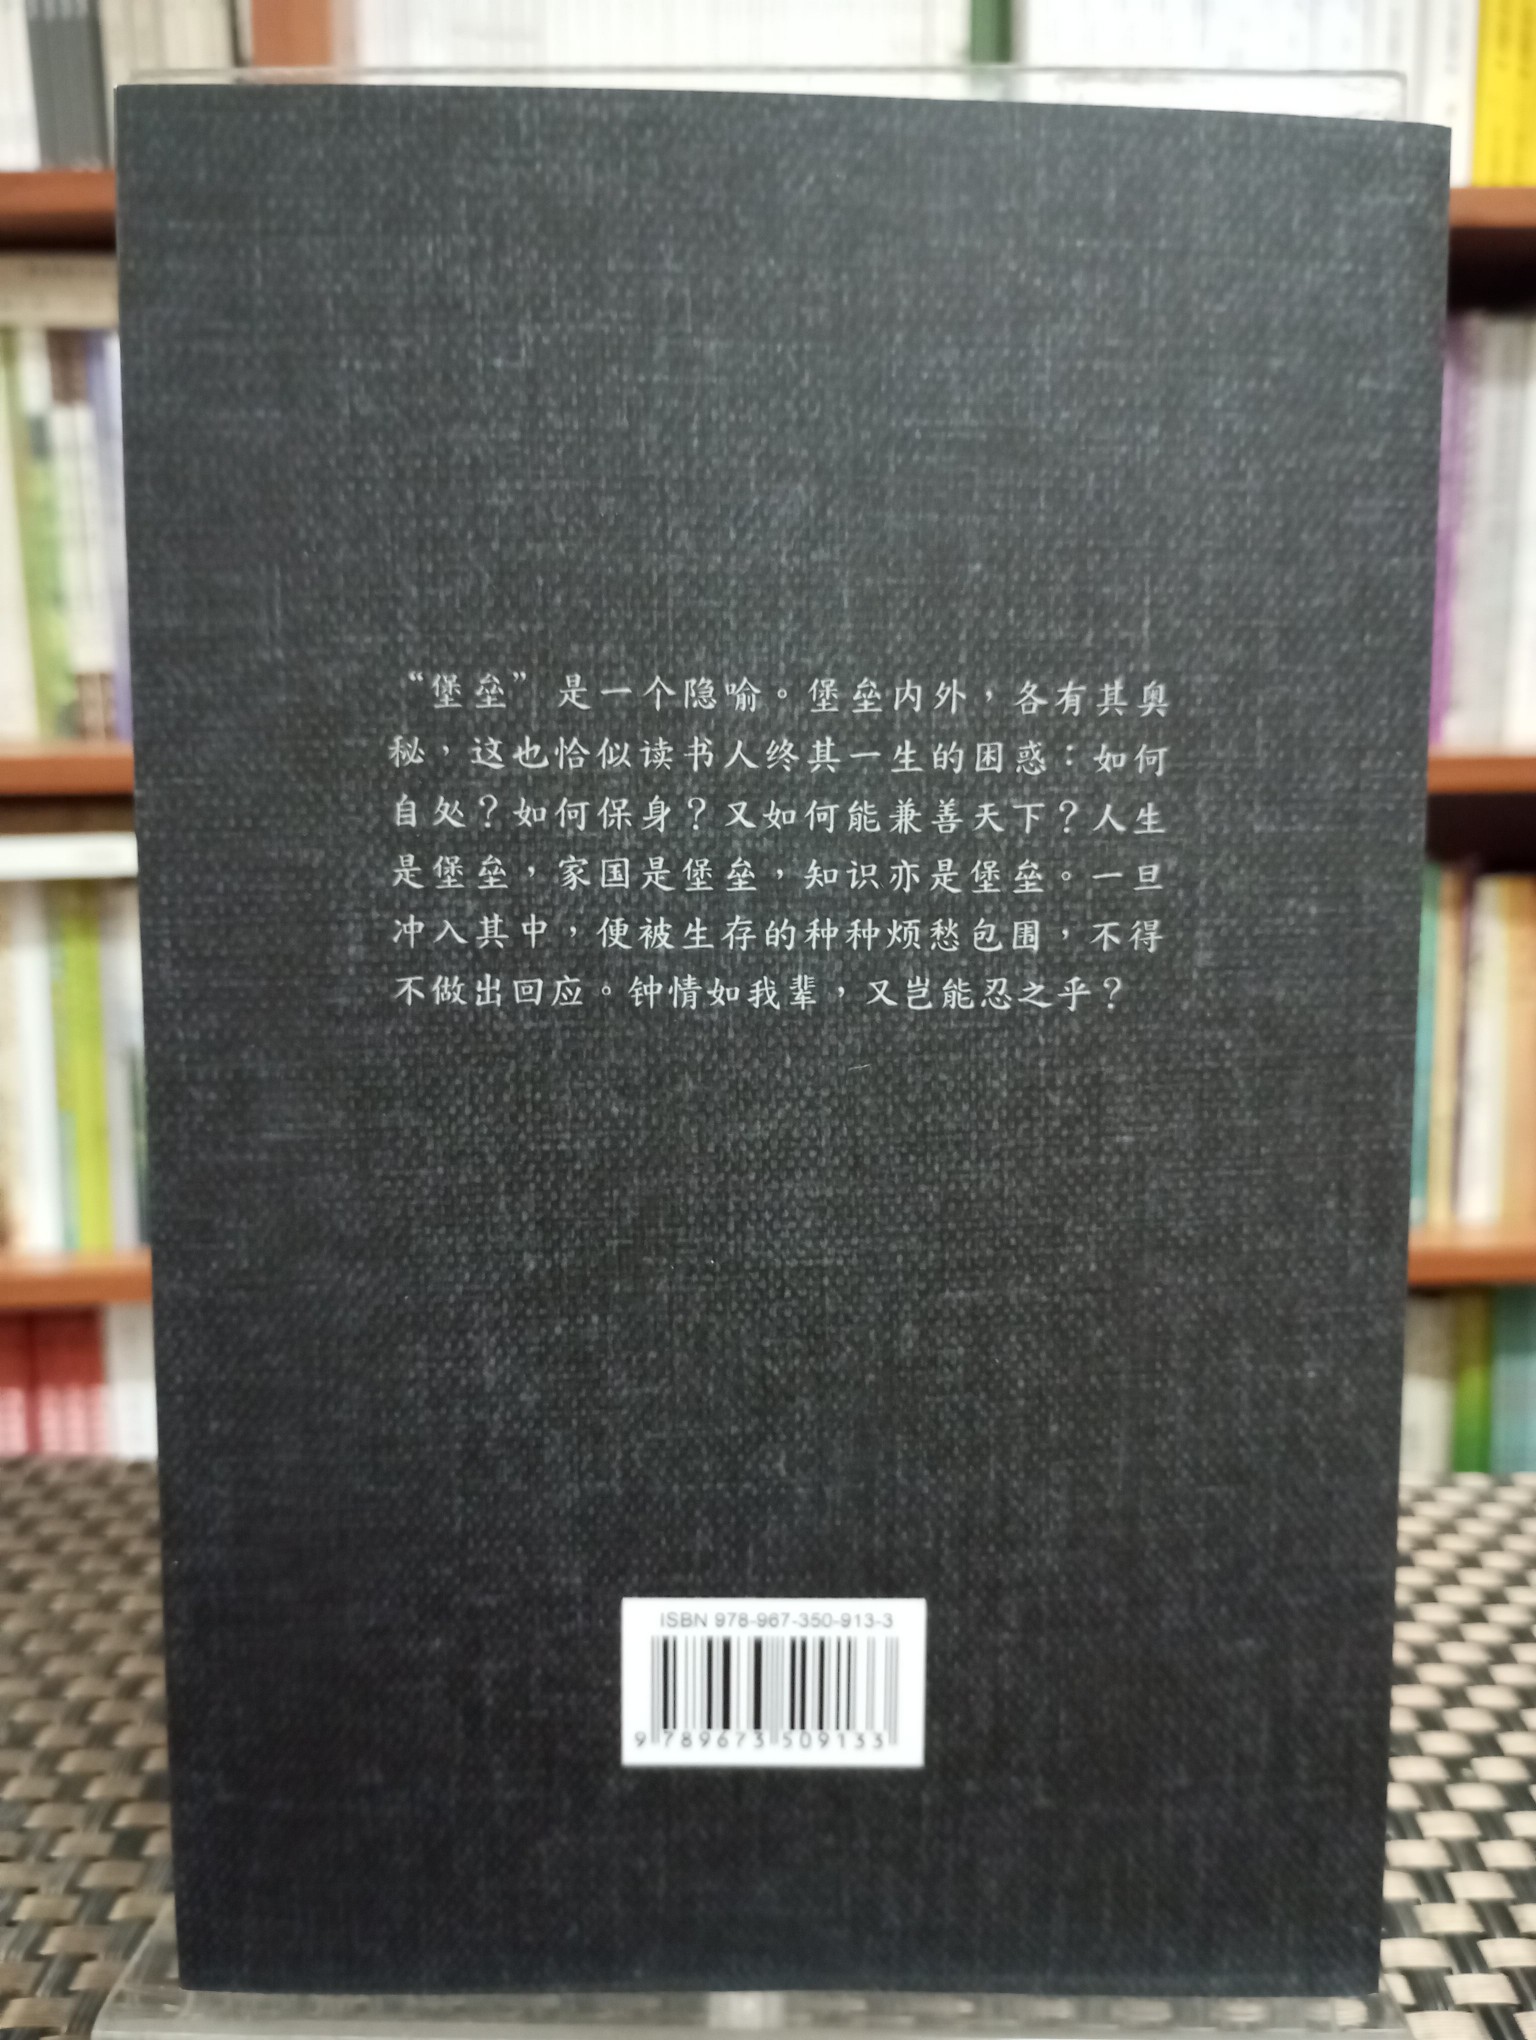 “堡垒”是一个隐喻。堡垒内外，各有其奥
秘，这也恰似读书人终其一生的困惑：如何
自处？如何保身？又如何能兼善天下？人生
是堡垒，家国是堡垒，知识亦是堡垒。一旦
冲入其中，便被生存的种种烦愁包围，不得
不做出回应。钟情如我辈，又岂能忍之乎？
ISBN 978-967-350-913-3
9 789673 509133